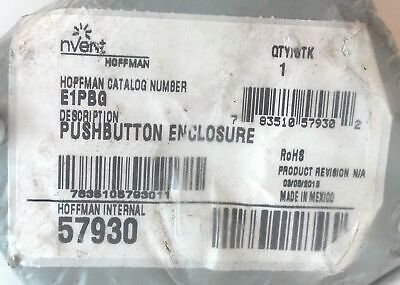 nvent
HOFFMAN
QTY/STK
1
HOFFMAN CATALOG NUMBER
E1PBG
DESCRIPTION
PUSHBUTTON ENCLOSURE
7 83510 57930 2
RoHS
PRODUCT REVISION N/A
MADE IN MEXICO
HOFFMAN INTERNAL
57930